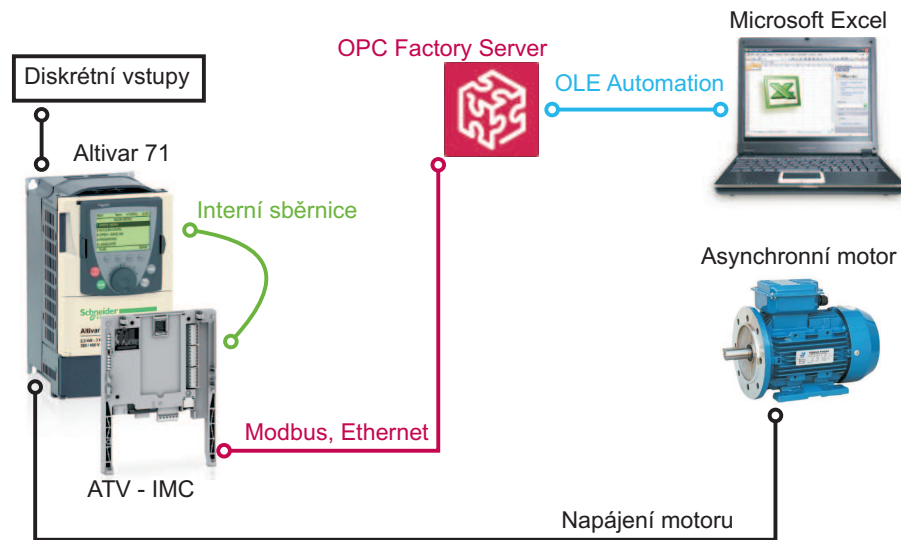 Microsoft Excel
OPC Factory Server
Diskrétní vstupy
OLE Automation
Altivar 71
Interní sběrnice
Asynchronní motor
Schneider
Altivar
Modbus, Ethernet
ATV - IMC
Napájení motoru